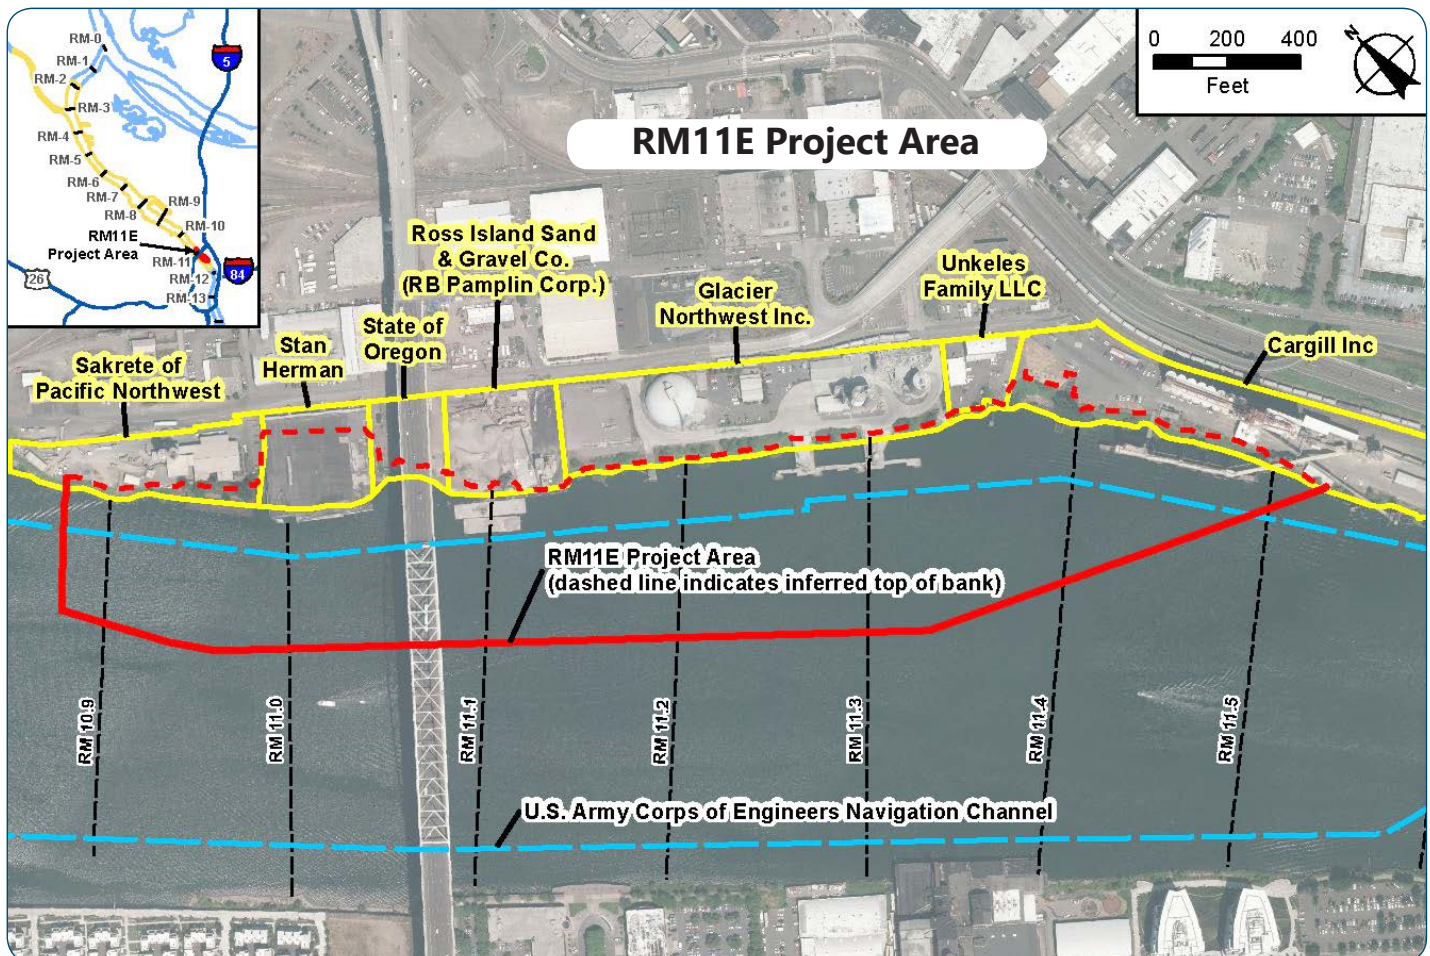 RM11E Project Area
0 200 400
Feet
N
RM-0
RM-1
RM-2
RM-3
RM-4
RM-5
RM-6
RM-7
RM-8
RM-9
RM-10
RM11E
Project Area
RM-11
RM-12
RM-13
5
84
26
Sakrete of
Pacific Northwest
Stan
Herman
State of
Oregon
Ross Island Sand
& Gravel Co.
(RB Pamplin Corp.)
Glacier
Northwest Inc.
Unkeles
Family LLC
Cargill Inc
RM11E Project Area
(dashed line indicates inferred top of bank)
RM 10.9
RM 11.0
RM 11.1
RM 11.2
RM 11.3
RM 11.4
RM 11.5
U.S. Army Corps of Engineers Navigation Channel